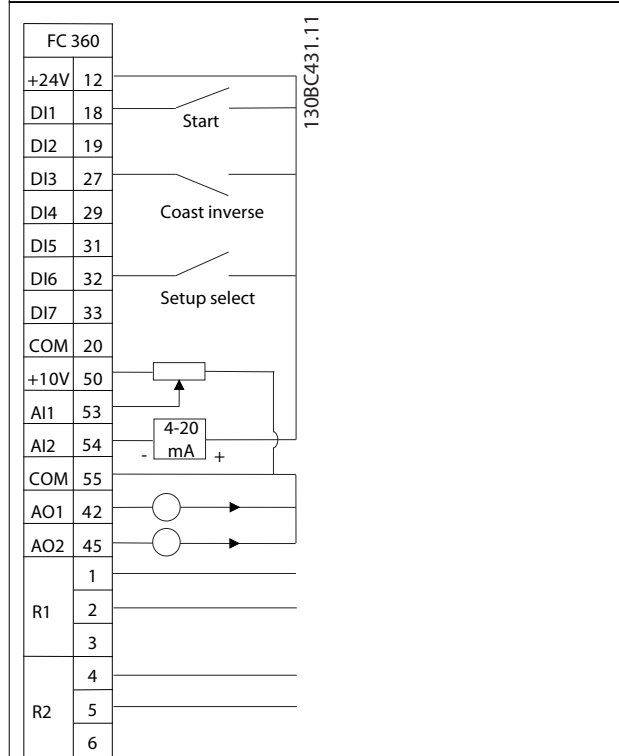 FC 360
130BC431.11
+24V 12
DI1 18
Start
DI2 19
DI3 27
DI4 29
Coast inverse
DI5 31
DI6 32
Setup select
DI7 33
COM 20
+10V 50
AI1 53
4-20
mA
AI2 54
- +
COM 55
AO1 42
AO2 45
R1
1
2
3
R2
4
5
6